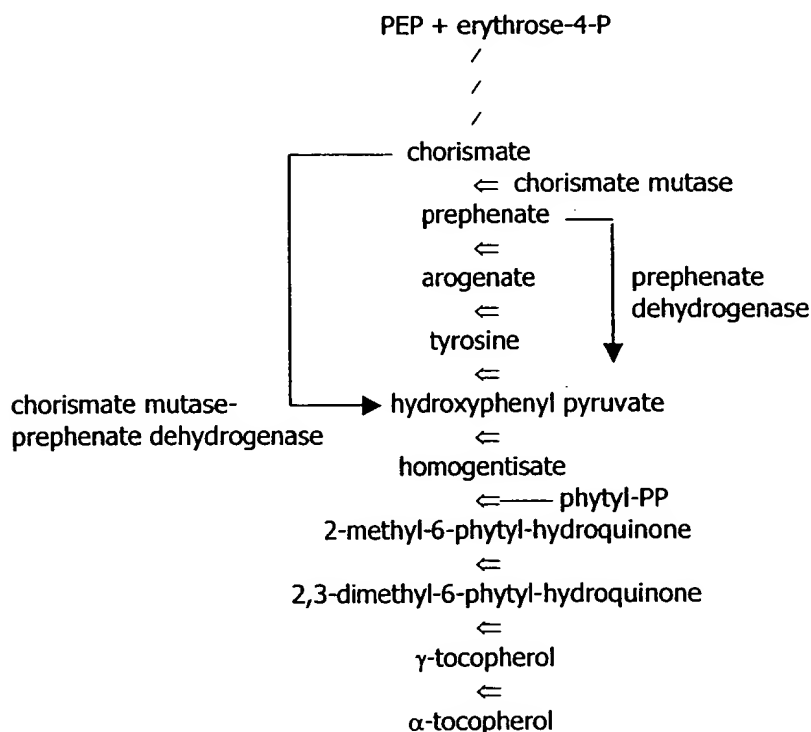 PEP + erythrose-4-P
chorismate
⇐ chorismate mutase
prephenate
⇐
arogenate
prephenate
dehydrogenase
⇐
tyrosine
⇐
chorismate mutase-
prephenate dehydrogenase
hydroxyphenyl pyruvate
⇐
homogentisate
⇐ phytyl-PP
2-methyl-6-phytyl-hydroquinone
⇐
2,3-dimethyl-6-phytyl-hydroquinone
⇐
γ-tocopherol
⇐
α-tocopherol